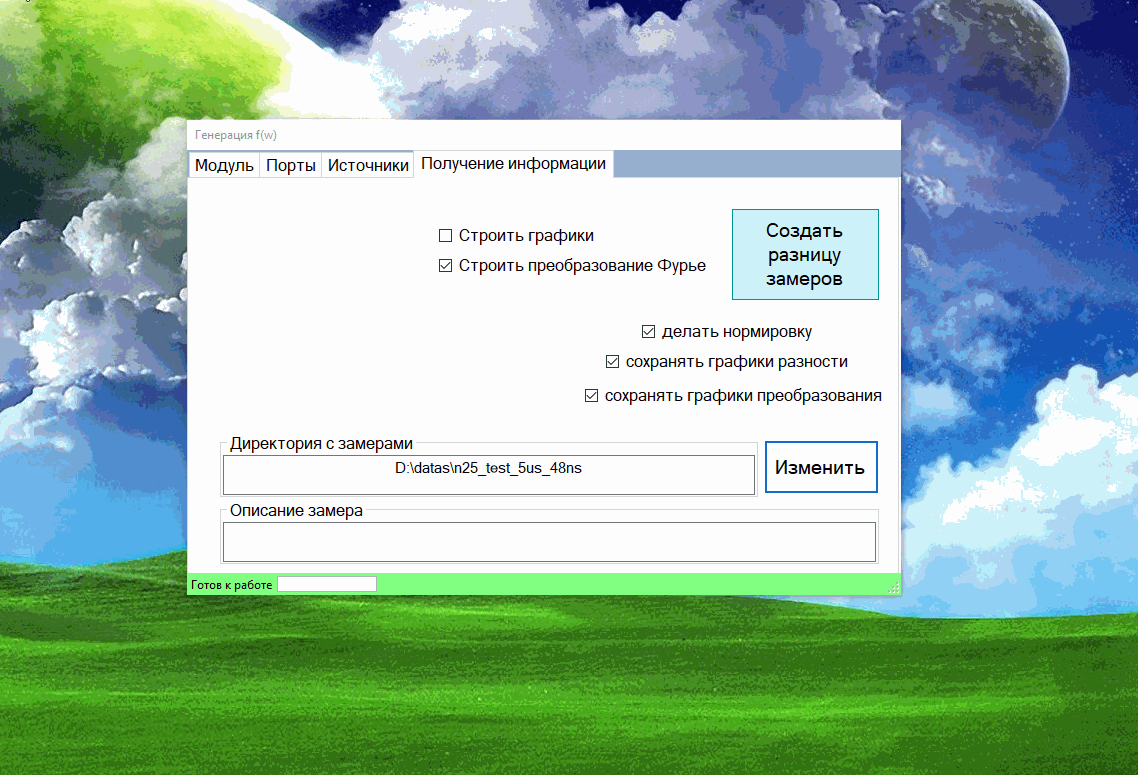 Генерация f(w)
Модуль Порты Источники Получение информации
Строить графики
Строить преобразование Фурье
Создать
разницу
замеров
делать нормировку
сохранять графики разности
сохранять графики преобразования
Директория с замерами
D:\datas\n25_test_5us_48ns
Изменить
Описание замера
Готов к работе